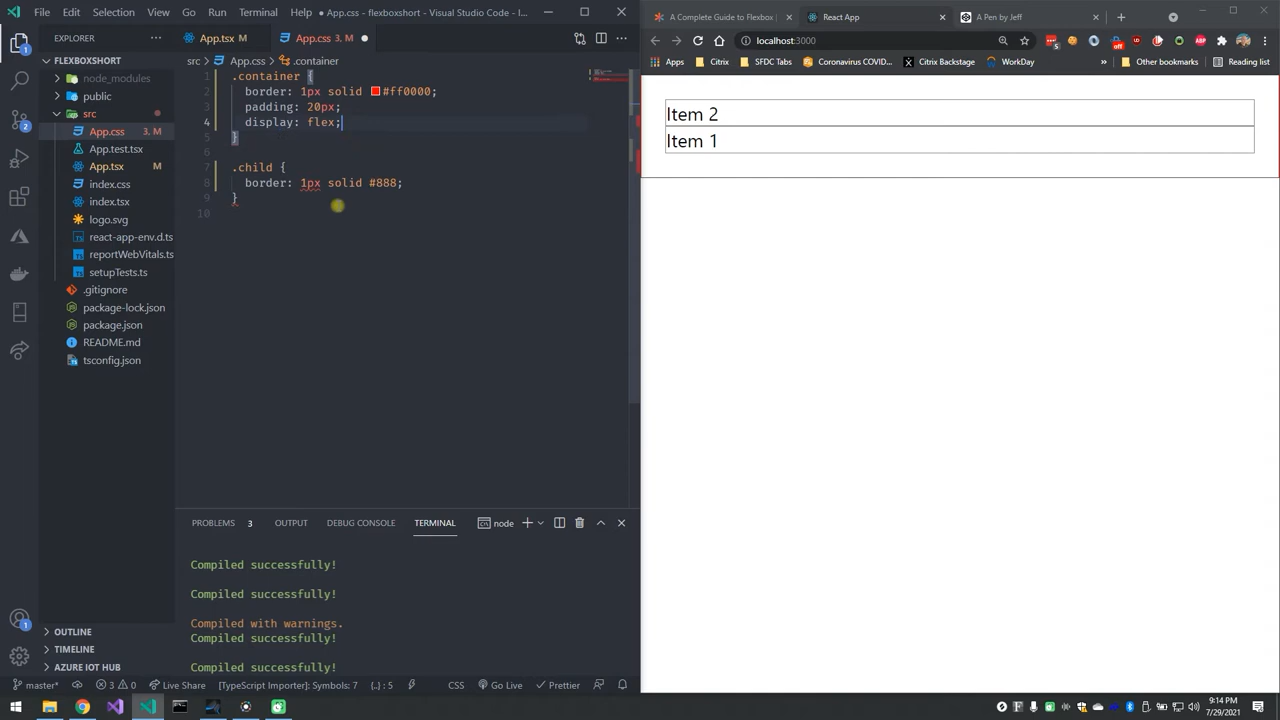 File Edit Selection View Go Run ··· ● App.css - flexboxshort - Visual Studio Code - I...
EXPLORER
FLEXBOXSHORT
node_modules
public
src
App.css 3, M
App.test.tsx
App.tsx M
index.css
index.tsx
logo.svg
react-app-env.d.ts
reportWebVitals.ts
setupTests.ts
.gitignore
package-lock.json
package.json
README.md
tsconfig.json
OUTLINE
TIMELINE
AZURE IOT HUB
App.tsx M App.css 3, M ●
src > App.css > .container
1 .container {
2 border: 1px solid #ff0000;
3 padding: 20px;
4 display: flex;
5 }
6
7 .child {
8 border: 1px solid #888;
9 }
10
PROBLEMS 3 OUTPUT DEBUG CONSOLE TERMINAL node
Compiled successfully!
Compiled successfully!
Compiled with warnings.
Compiled successfully!
Compiled successfully!
master* 3 0 Live Share [TypeScript Importer]: Symbols: 7 {..} : 5 CSS Go Live Prettier
A Complete Guide to Flexbox React App A Pen by Jeff
localhost:3000
Apps Citrix SFDC Tabs Coronavirus COVID... Citrix Backstage WorkDay » Other bookmarks Reading list
Item 2
Item 1
9:14 PM
7/29/2021